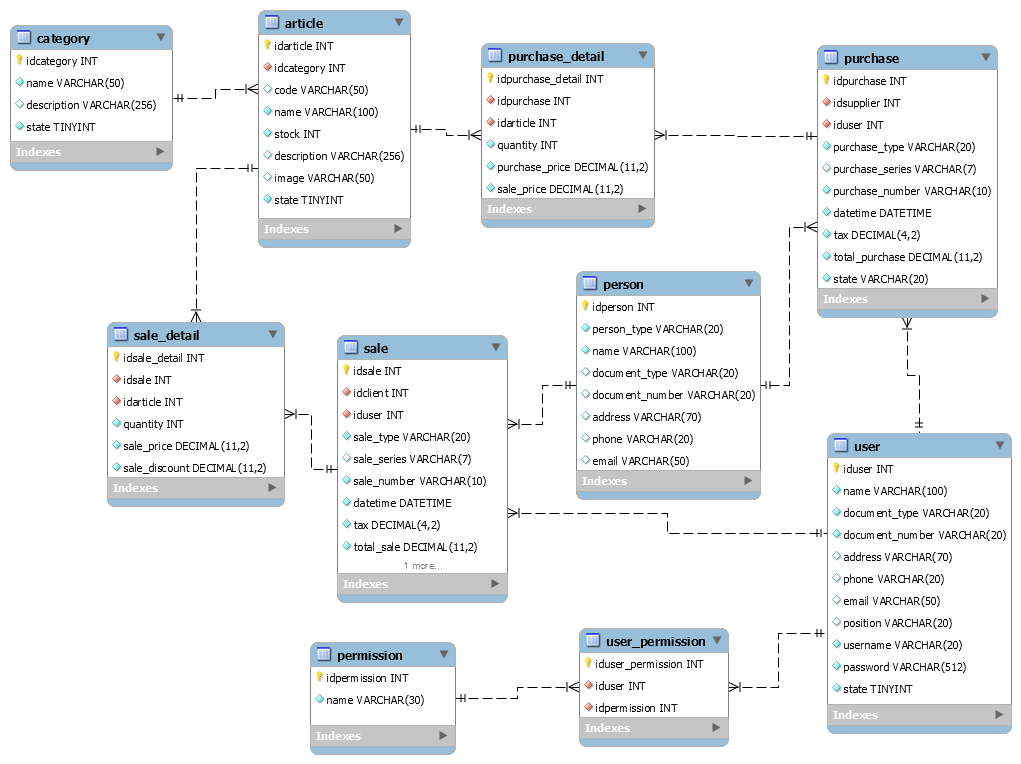 category
idcategory INT
name VARCHAR(50)
description VARCHAR(256)
state TINYINT
Indexes
article
idarticle INT
idcategory INT
code VARCHAR(50)
name VARCHAR(100)
stock INT
description VARCHAR(256)
image VARCHAR(50)
state TINYINT
Indexes
purchase_detail
idpurchase_detail INT
idpurchase INT
idarticle INT
quantity INT
purchase_price DECIMAL(11,2)
sale_price DECIMAL(11,2)
Indexes
purchase
idpurchase INT
idsupplier INT
iduser INT
purchase_type VARCHAR(20)
purchase_series VARCHAR(7)
purchase_number VARCHAR(10)
datetime DATETIME
tax DECIMAL(4,2)
total_purchase DECIMAL(11,2)
state VARCHAR(20)
Indexes
sale_detail
idsale_detail INT
idsale INT
idarticle INT
quantity INT
sale_price DECIMAL(11,2)
sale_discount DECIMAL(11,2)
Indexes
sale
idsale INT
idclient INT
iduser INT
sale_type VARCHAR(20)
sale_series VARCHAR(7)
sale_number VARCHAR(10)
datetime DATETIME
tax DECIMAL(4,2)
total_sale DECIMAL(11,2)
1 more...
Indexes
person
idperson INT
person_type VARCHAR(20)
name VARCHAR(100)
document_type VARCHAR(20)
document_number VARCHAR(20)
address VARCHAR(70)
phone VARCHAR(20)
email VARCHAR(50)
Indexes
user
iduser INT
name VARCHAR(100)
document_type VARCHAR(20)
document_number VARCHAR(20)
address VARCHAR(70)
phone VARCHAR(20)
email VARCHAR(50)
position VARCHAR(20)
username VARCHAR(20)
password VARCHAR(512)
state TINYINT
Indexes
permission
idpermission INT
name VARCHAR(30)
Indexes
user_permission
iduser_permission INT
iduser INT
idpermission INT
Indexes